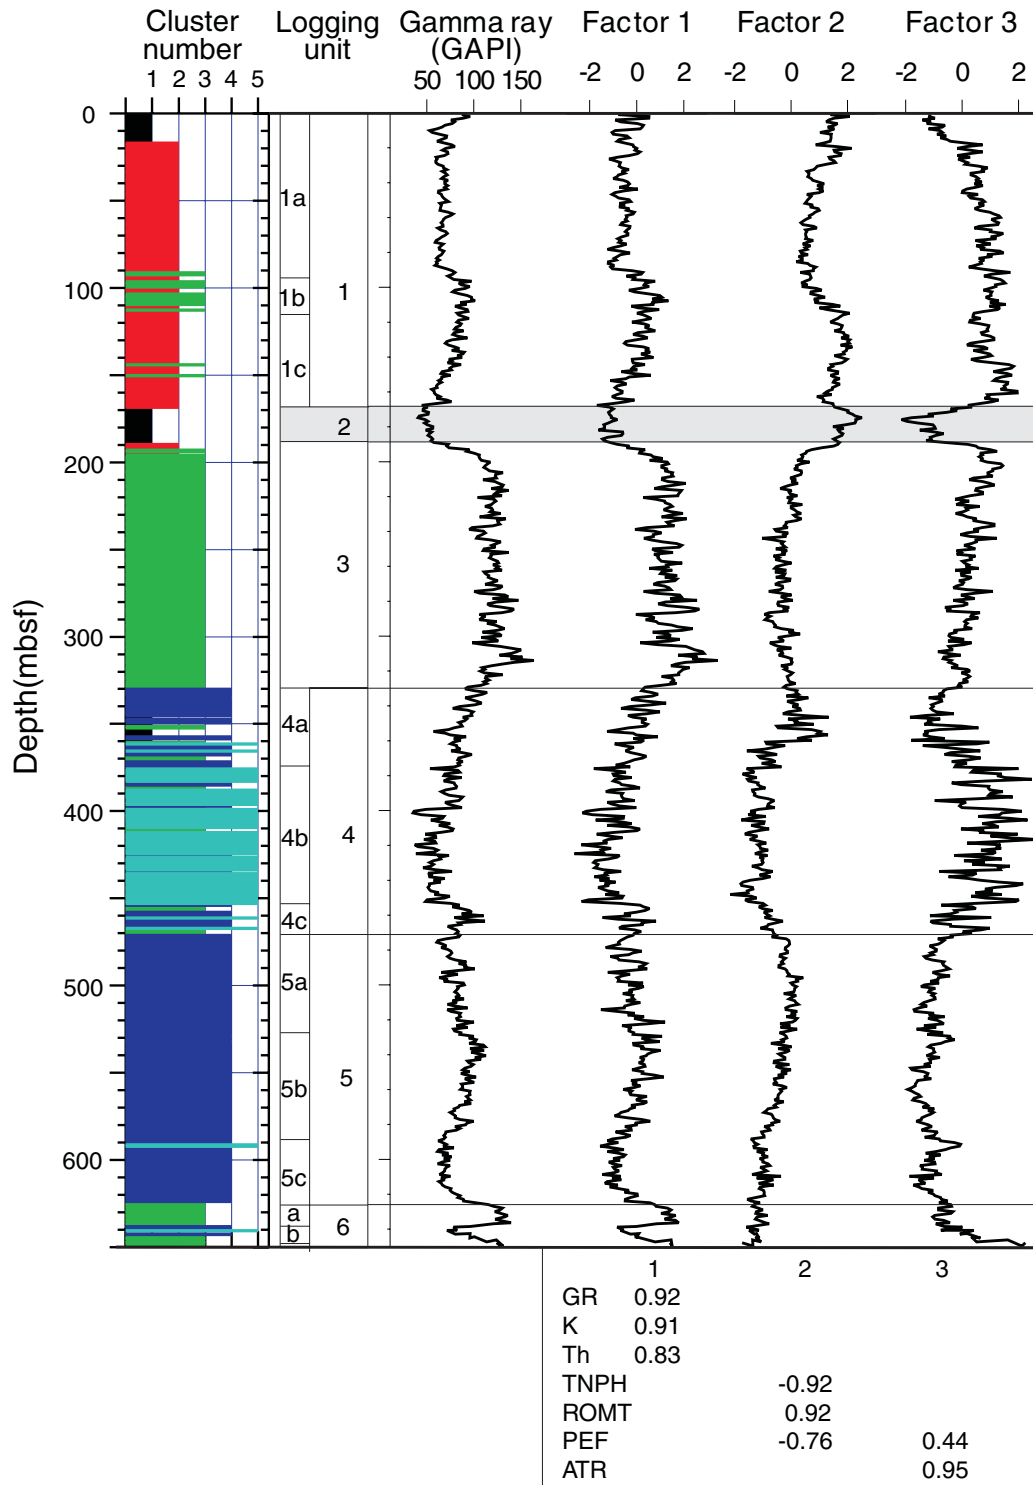 Cluster number
Logging unit
Gamma ray (GAPI)
Factor 1
Factor 2
Factor 3
1 2 3 4 5
50 100 150
-2 0 2
-2 0 2
-2 0 2
Depth(mbsf)
0
100
200
300
400
500
600
1a
1b
1c
1
2
3
4a
4b
4c
4
5a
5b
5c
5
a
b
6
1 2 3
GR 0.92
K 0.91
Th 0.83
TNPH -0.92
ROMT 0.92
PEF -0.76 0.44
ATR 0.95